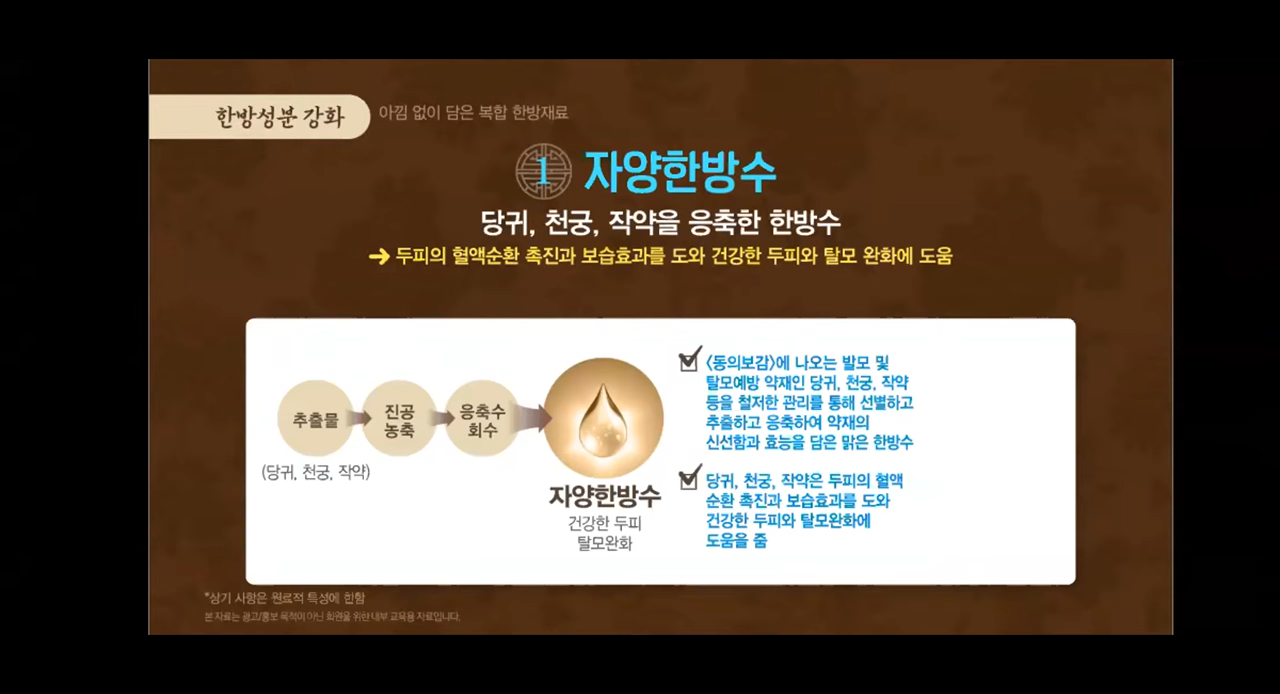 한방성분 강화
아낌 없이 담은 복합 한방재료
1 자양한방수
당귀, 천궁, 작약을 응축한 한방수
➔ 두피의 혈액순환 촉진과 보습효과를 도와 건강한 두피와 탈모 완화에 도움
추출물
진공
농축
응축수
회수
(당귀, 천궁, 작약)
자양한방수
건강한 두피
탈모완화
<동의보감>에 나오는 발모 및
탈모예방 약재인 당귀, 천궁, 작약
등을 철저한 관리를 통해 선별하고
추출하고 응축하여 약재의
신선함과 효능을 담은 맑은 한방수
당귀, 천궁, 작약은 두피의 혈액
순환 촉진과 보습효과를 도와
건강한 두피와 탈모완화에
도움을 줌
*상기 사항은 원료적 특성에 한함
본 자료는 광고/홍보 목적이 아닌 회원을 위한 내부 교육용 자료입니다.